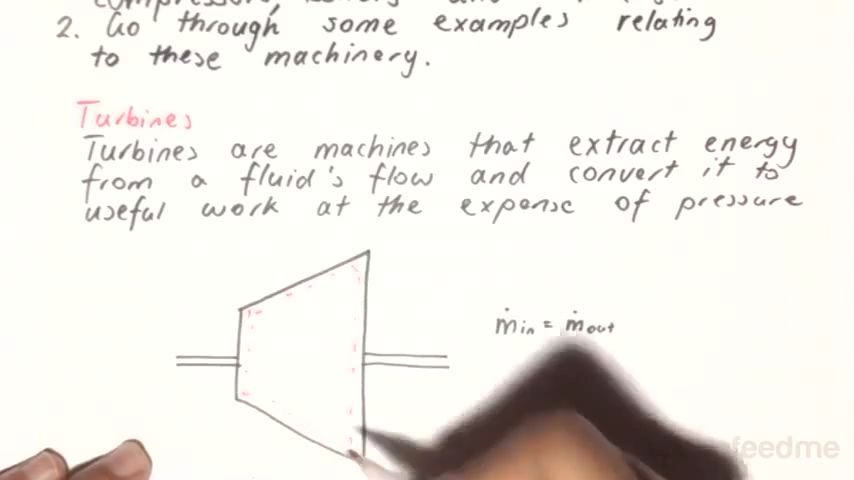 2. Go through some examples relating
to these machinery.
Turbines
Turbines are machines that extract energy
from a fluid's flow and convert it to
useful work at the expense of pressure
ṁin = ṁout
feedme